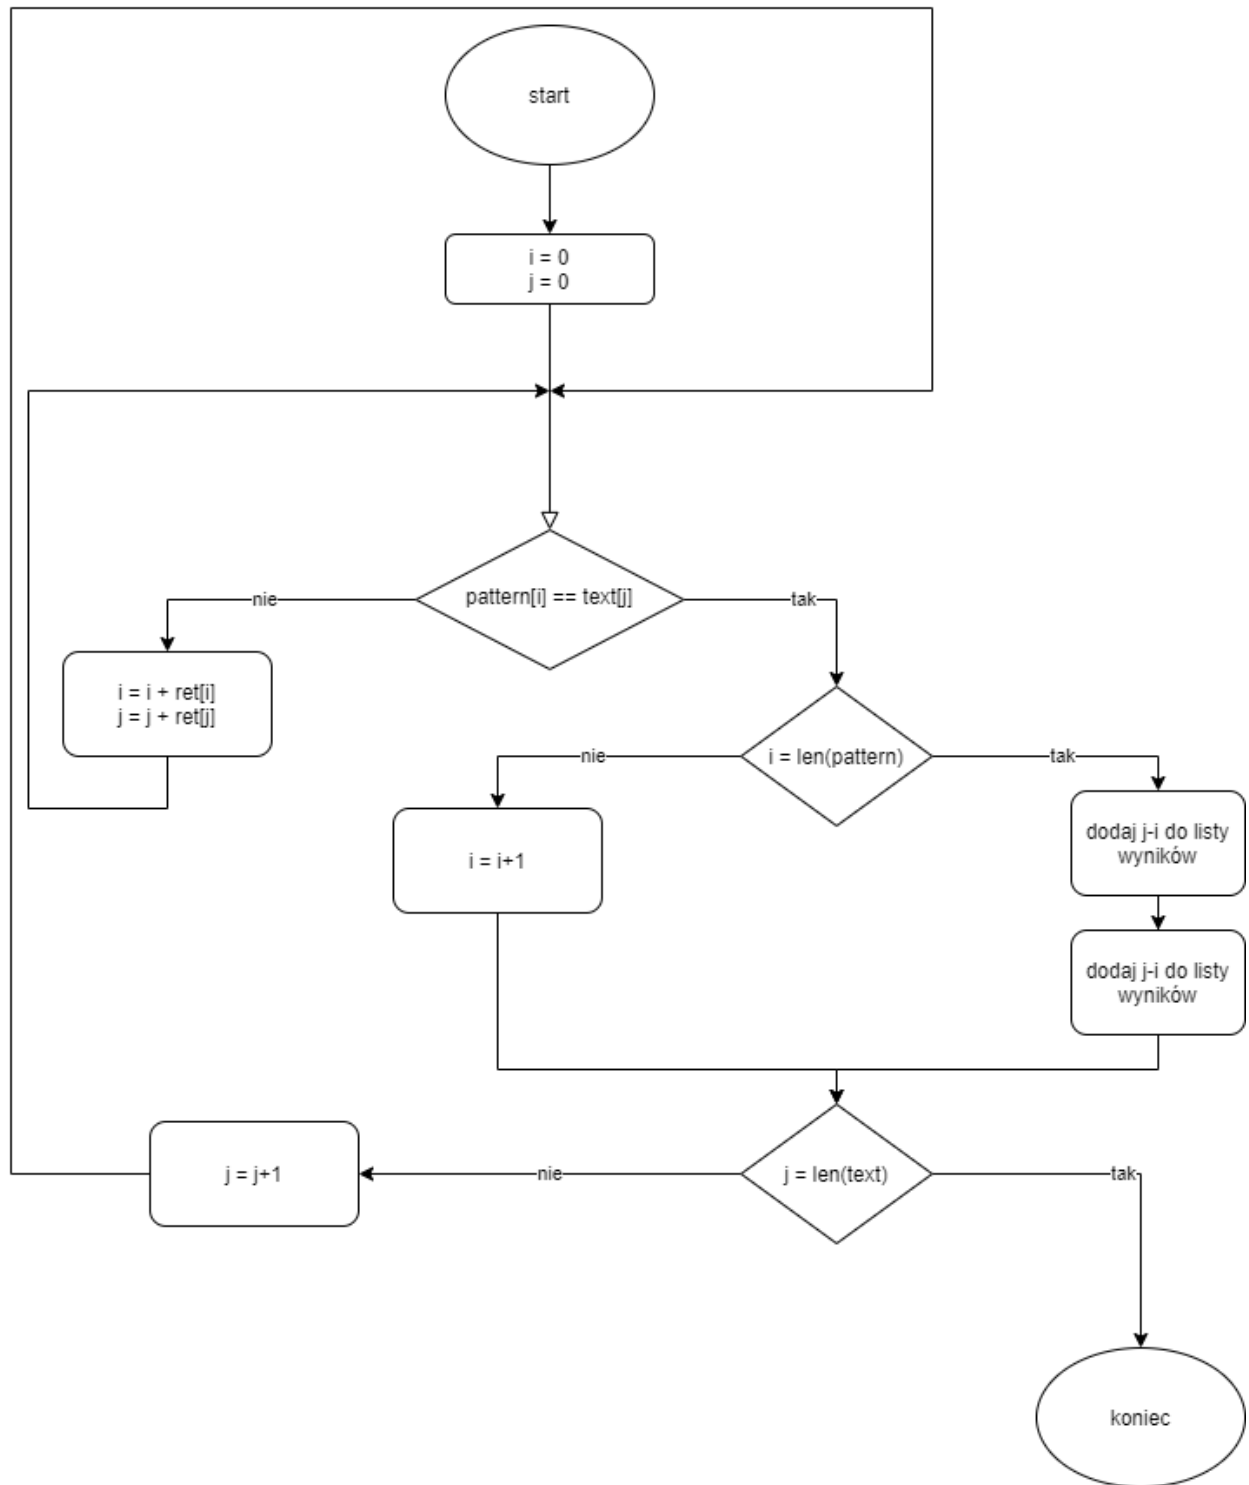 start
i = 0
j = 0
pattern[i] == text[j]
nie
tak
i = i + ret[i]
j = j + ret[j]
i = len(pattern)
nie
tak
i = i+1
dodaj j-i do listy
wyników
dodaj j-i do listy
wyników
j = len(text)
nie
tak
j = j+1
koniec